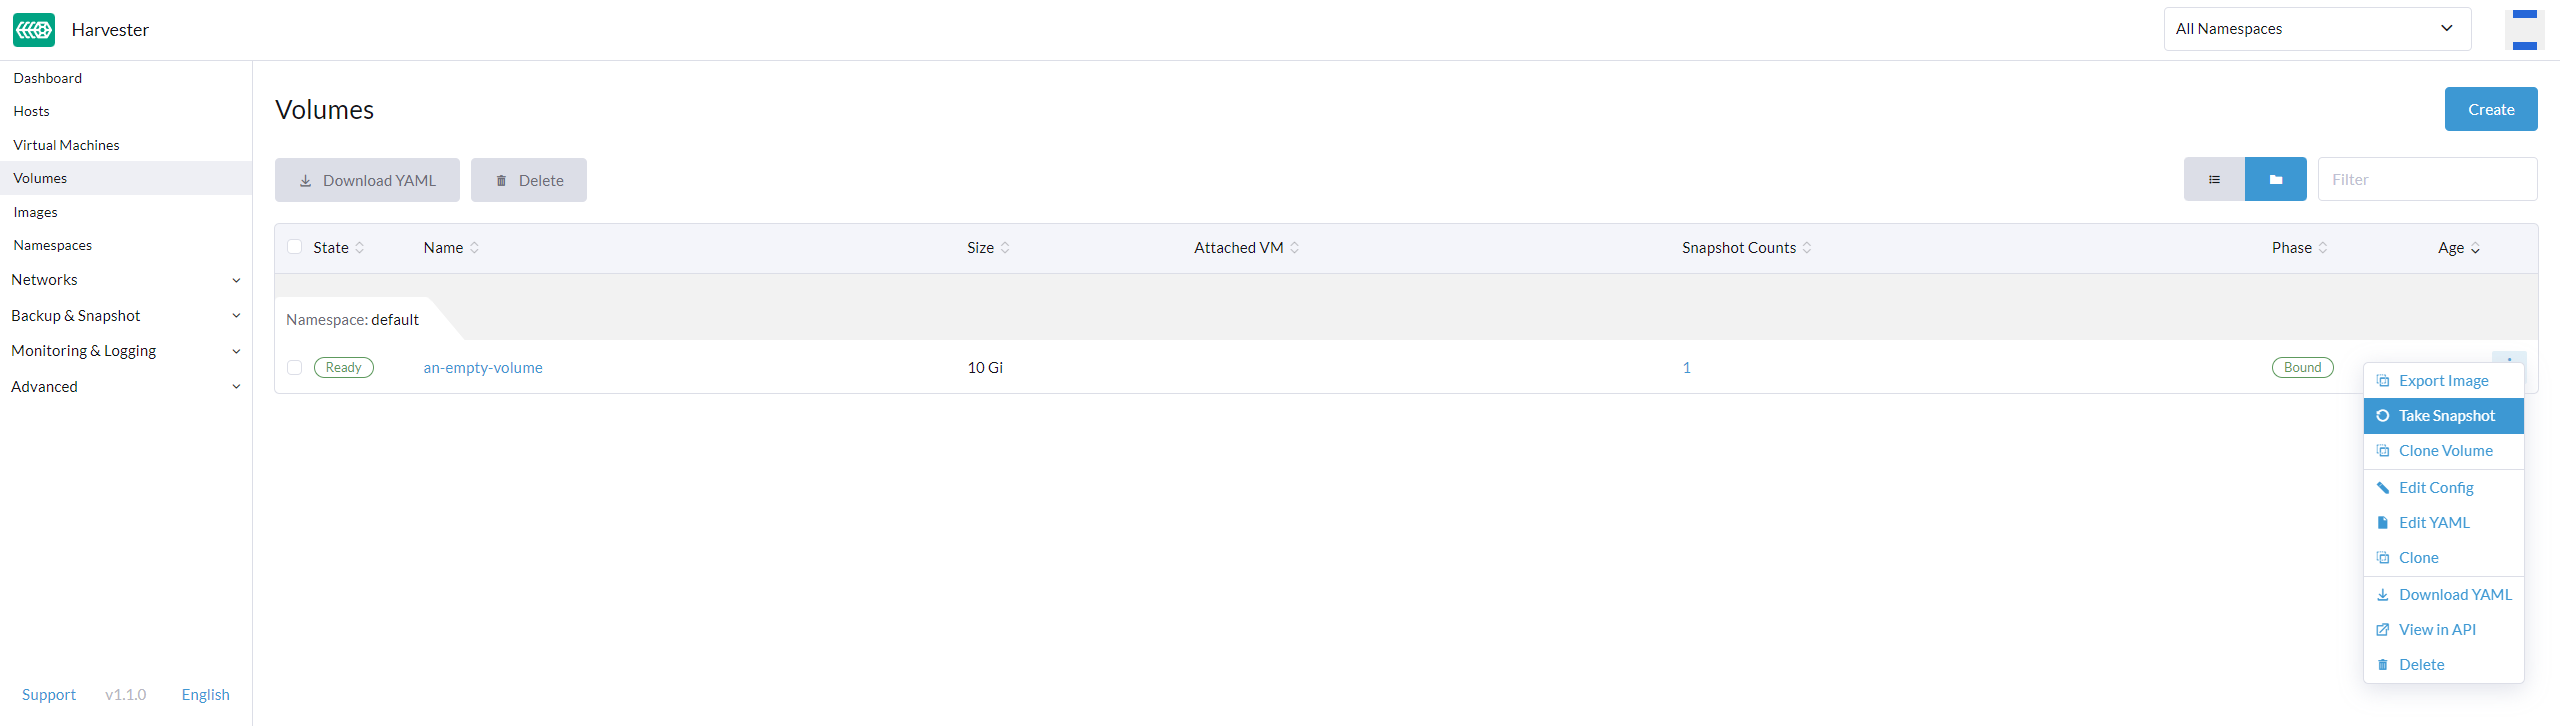 Harvester
All Namespaces
Dashboard
Hosts
Virtual Machines
Volumes
Images
Namespaces
Networks
Backup & Snapshot
Monitoring & Logging
Advanced
Support v1.1.0 English
Volumes
Create
Download YAML Delete
Filter
State Name Size Attached VM Snapshot Counts Phase Age
Namespace: default
Ready an-empty-volume 10 Gi 1 Bound
Export Image
Take Snapshot
Clone Volume
Edit Config
Edit YAML
Clone
Download YAML
View in API
Delete